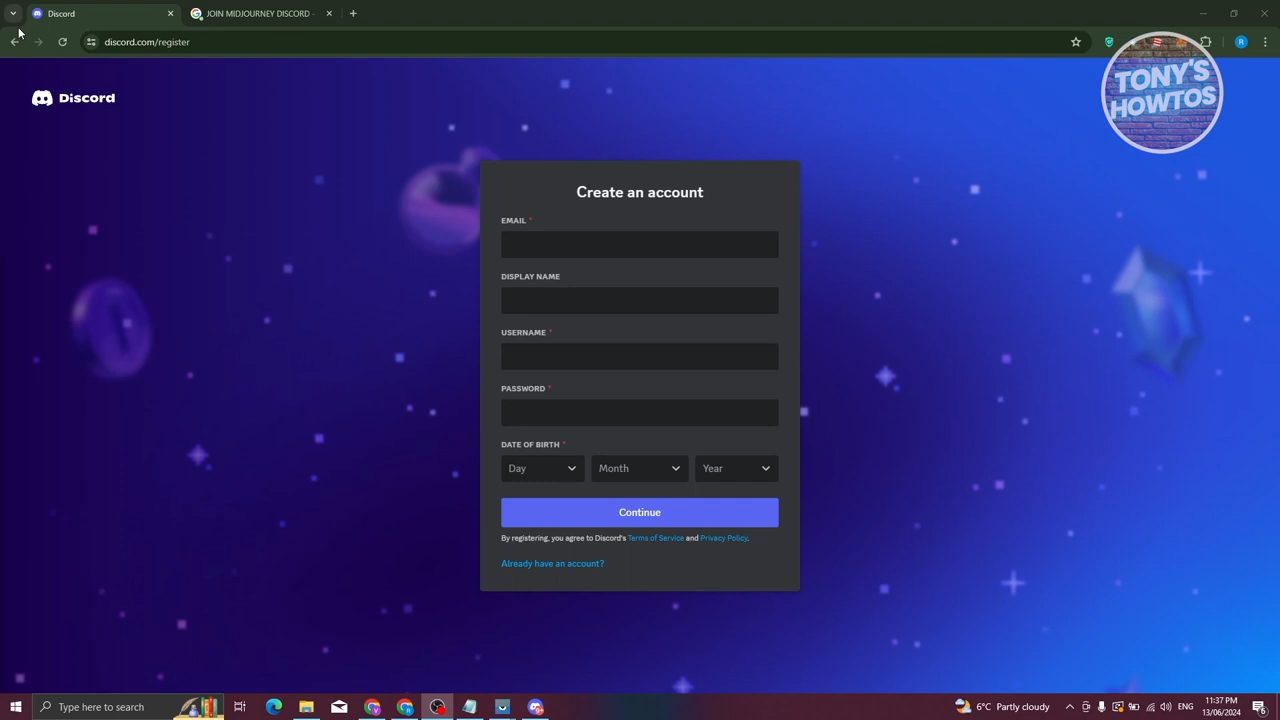 Discord
JOIN MIDJOURNEY DISCORD -
discord.com/register
R
Discord
TONY'S
HOWTOS
Create an account
EMAIL *
DISPLAY NAME
USERNAME *
PASSWORD *
DATE OF BIRTH *
Day
Month
Year
Continue
By registering, you agree to Discord's Terms of Service and Privacy Policy.
Already have an account?
Type here to search
6°C Partly cloudy
11:37 PM
13/06/2024